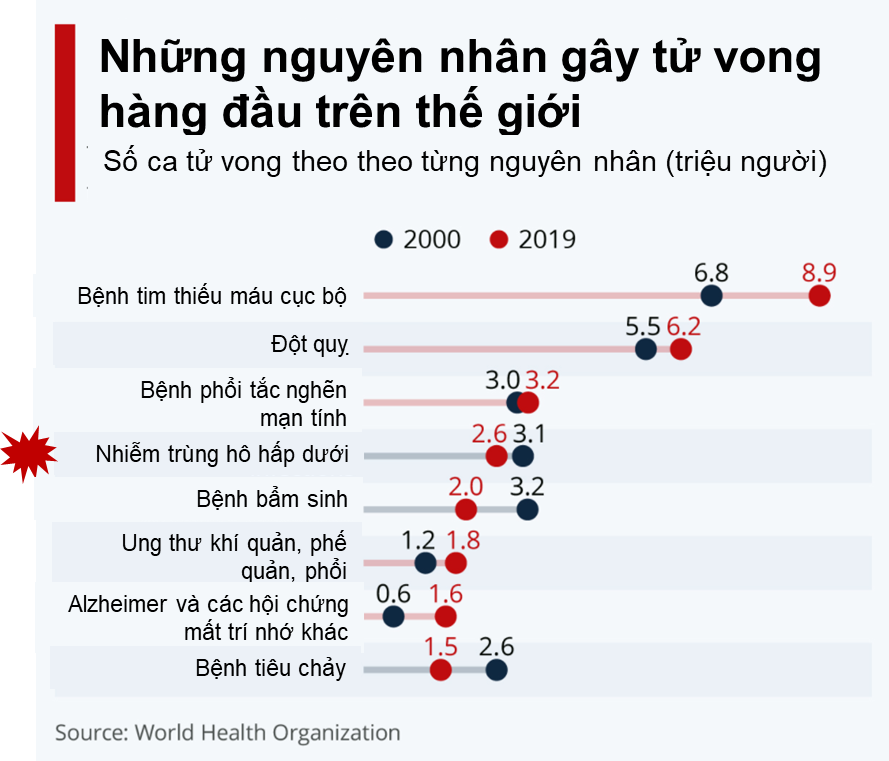 Những nguyên nhân gây tử vong
hàng đầu trên thế giới
Số ca tử vong theo theo từng nguyên nhân (triệu người)
2000 2019
Bệnh tim thiếu máu cục bộ 6.8 8.9
Đột quỵ 5.5 6.2
Bệnh phổi tắc nghẽn
mạn tính 3.0 3.2
Nhiễm trùng hô hấp dưới 2.6 3.1
Bệnh bẩm sinh 2.0 3.2
Ung thư khí quản, phế
quản, phổi 1.2 1.8
Alzheimer và các hội chứng
mất trí nhớ khác 0.6 1.6
Bệnh tiêu chảy 1.5 2.6
Source: World Health Organization